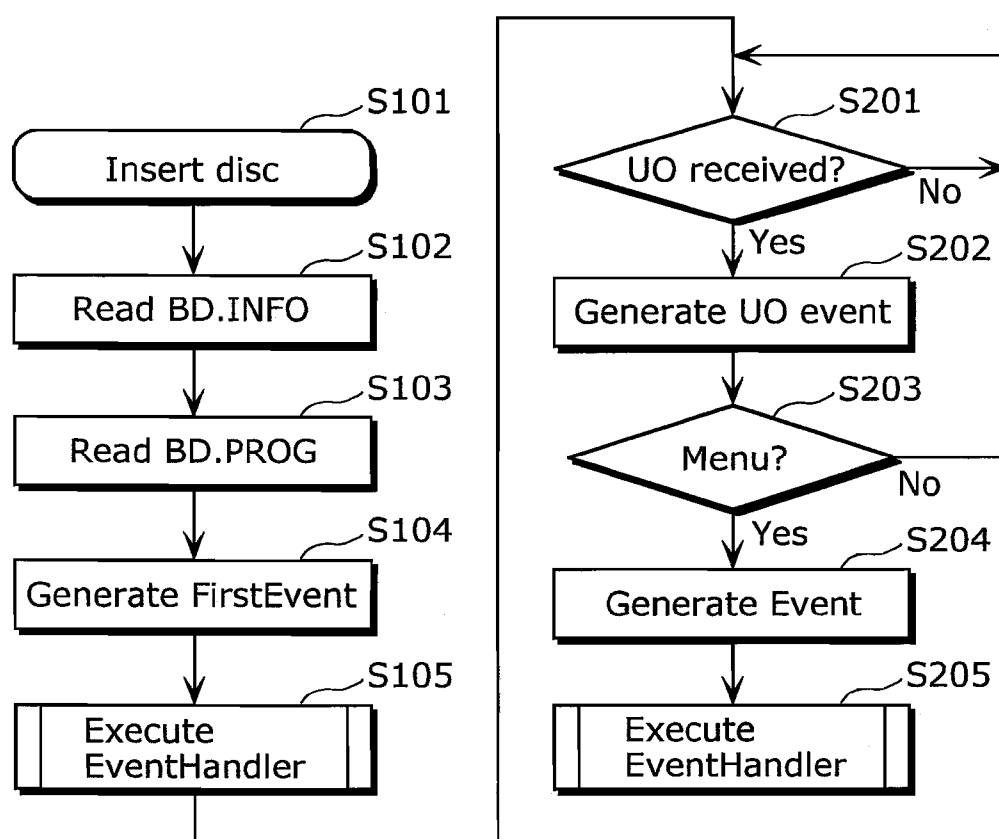 S101
Insert disc
S102
Read BD.INFO
S103
Read BD.PROG
S104
Generate FirstEvent
S105
Execute
EventHandler
S201
UO received?
No
Yes
S202
Generate UO event
S203
Menu?
No
Yes
S204
Generate Event
S205
Execute
EventHandler